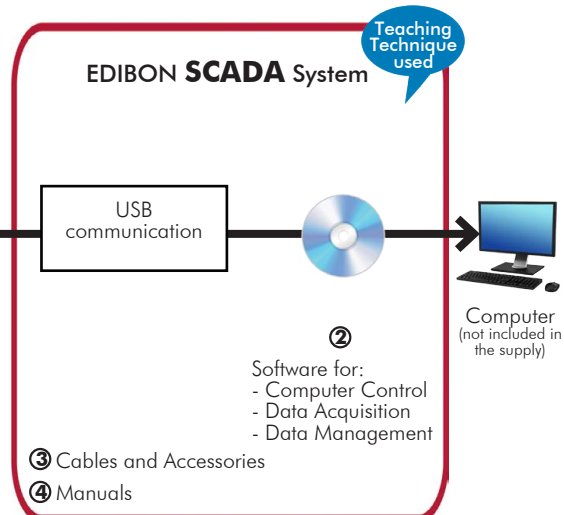 Teaching
Technique
used
EDIBON SCADA System
USB
communication
Computer
(not included in
the supply)
②
Software for:
- Computer Control
- Data Acquisition
- Data Management
③ Cables and Accessories
④ Manuals